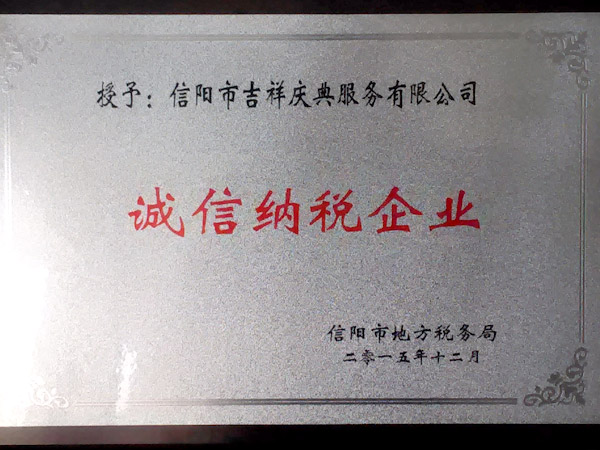 授予：信阳市吉祥庆典服务有限公司
诚信纳税企业
信阳市地方税务局
二零一五年十二月